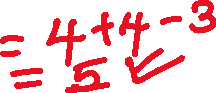 = 4+4-3
= 5 ✓